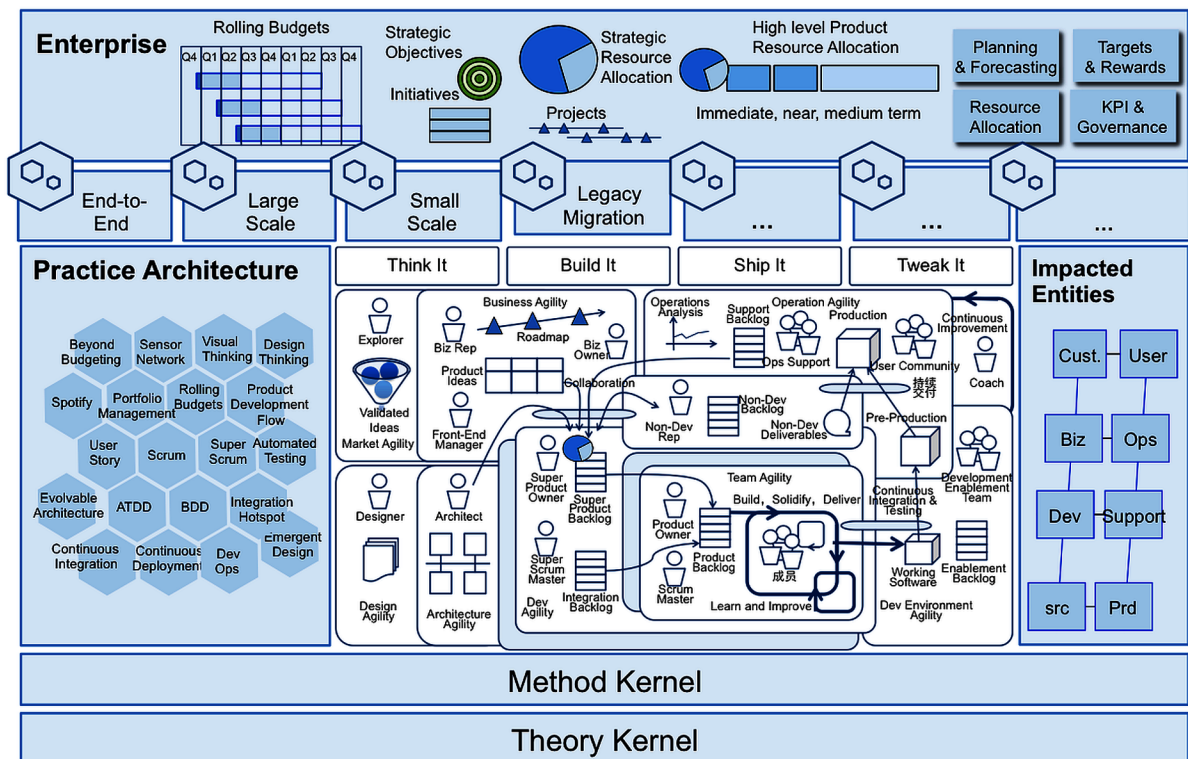 Enterprise
Rolling Budgets
Q4 Q1 Q2 Q3 Q4 Q1 Q2 Q3 Q4
Strategic
Objectives
Initiatives
Strategic
Resource
Allocation
Projects
High level Product
Resource Allocation
Immediate, near, medium term
Planning
& Forecasting
Targets
& Rewards
Resource
Allocation
KPI &
Governance
End-to-
End
Large
Scale
Small
Scale
Legacy
Migration
...
...
...
Practice Architecture
Beyond
Budgeting
Sensor
Network
Visual
Thinking
Design
Thinking
Spotify
Portfolio
Management
Rolling
Budgets
Product
Development
Flow
User
Story
Scrum
Super
Scrum
Automated
Testing
Evolvable
Architecture
ATDD
BDD
Integration
Hotspot
Continuous
Integration
Continuous
Deployment
Dev
Ops
Emergent
Design
Think It
Build It
Ship It
Tweak It
Explorer
Validated
Ideas
Market Agility
Business Agility
Biz Rep
Roadmap
Biz
Owner
Product
Ideas
Collaboration
Front-End
Manager
Operations
Analysis
Support
Backlog
Operation Agility
Ops Support
Production
User Community
Continuous
Improvement
Coach
持续
交付
Non-Dev
Rep
Non-Dev
Backlog
Non-Dev
Deliverables
Pre-Production
Designer
Design
Agility
Architect
Architecture
Agility
Super
Product
Owner
Super
Product
Backlog
Super
Scrum
Master
Integration
Backlog
Dev
Agility
Team Agility
Build, Solidify, Deliver
Product
Owner
Product
Backlog
Scrum
Master
成员
Learn and Improve
Continuous
Integration &
Testing
Working
Software
Development
Enablement
Team
Enablement
Backlog
Dev Environment
Agility
Impacted
Entities
Cust.
User
Biz
Ops
Dev
Support
src
Prd
Method Kernel
Theory Kernel